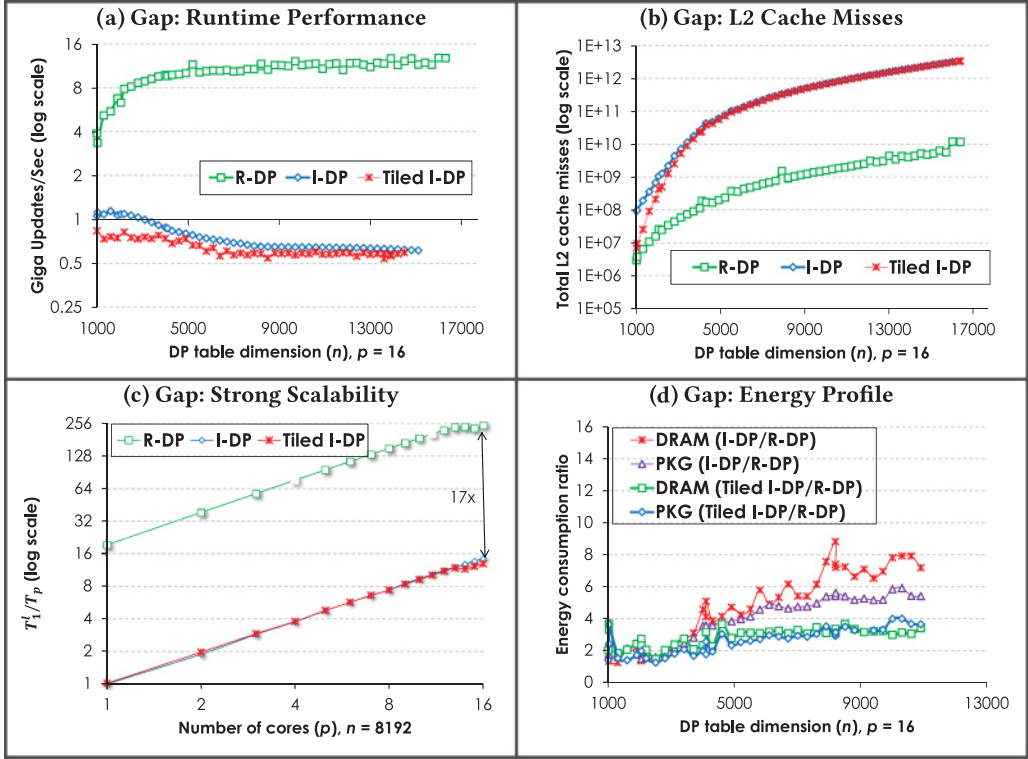 (a) Gap: Runtime Performance
Giga Updates/Sec (log scale)
16
8
4
2
1
0.5
0.25
R-DP
I-DP
Tiled I-DP
1000 5000 9000 13000 17000
DP table dimension (n), p = 16
(b) Gap: L2 Cache Misses
Total L2 cache misses (log scale)
1E+13
1E+12
1E+11
1E+10
1E+09
1E+08
1E+07
1E+06
1E+05
R-DP
I-DP
Tiled I-DP
1000 5000 9000 13000 17000
DP table dimension (n), p = 16
(c) Gap: Strong Scalability
T_1^I/T_p (log scale)
256
128
64
32
16
8
4
2
1
R-DP
I-DP
Tiled I-DP
17x
1 2 4 8 16
Number of cores (p), n = 8192
(d) Gap: Energy Profile
Energy consumption ratio
16
14
12
10
8
6
4
2
0
DRAM (I-DP/R-DP)
PKG (I-DP/R-DP)
DRAM (Tiled I-DP/R-DP)
PKG (Tiled I-DP/R-DP)
1000 5000 9000 13000
DP table dimension (n), p = 16